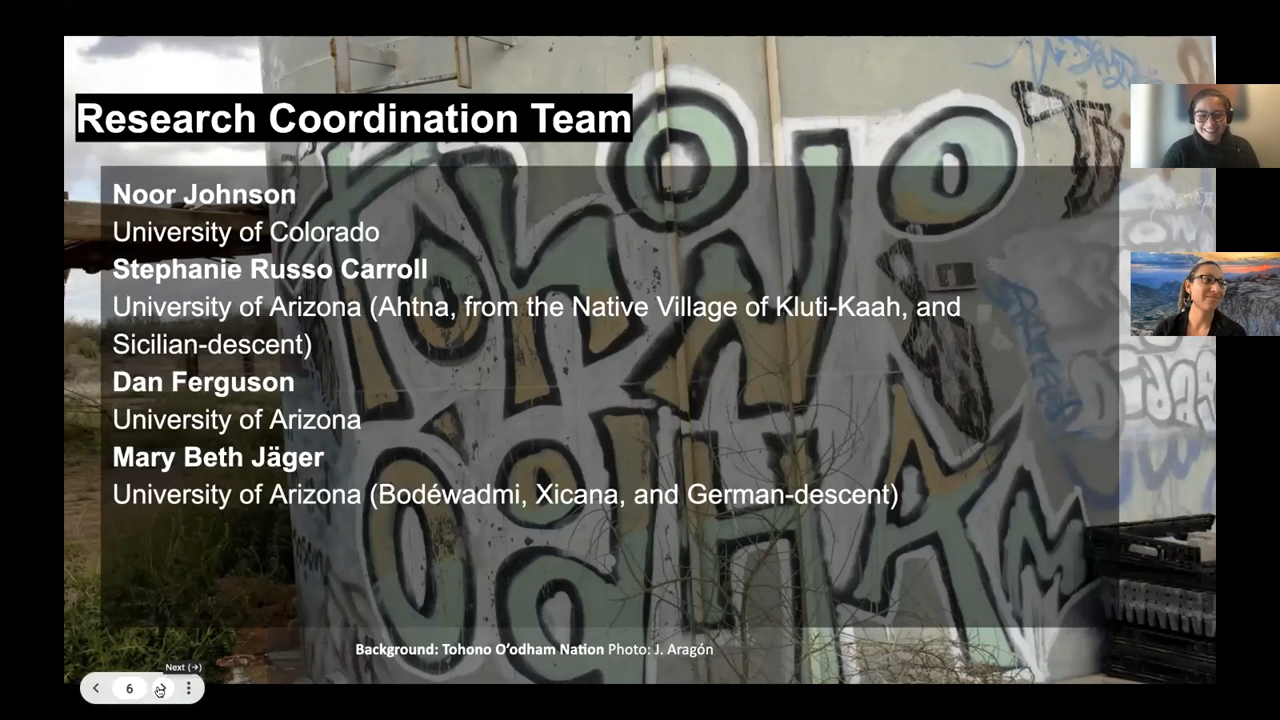 Research Coordination Team
Noor Johnson
University of Colorado
Stephanie Russo Carroll
University of Arizona (Ahtna, from the Native Village of Kluti-Kaah, and
Sicilian-descent)
Dan Ferguson
University of Arizona
Mary Beth Jäger
University of Arizona (Bodéwadmi, Xicana, and German-descent)
Background: Tohono O'odham Nation Photo: J. Aragón
Next (→)
6